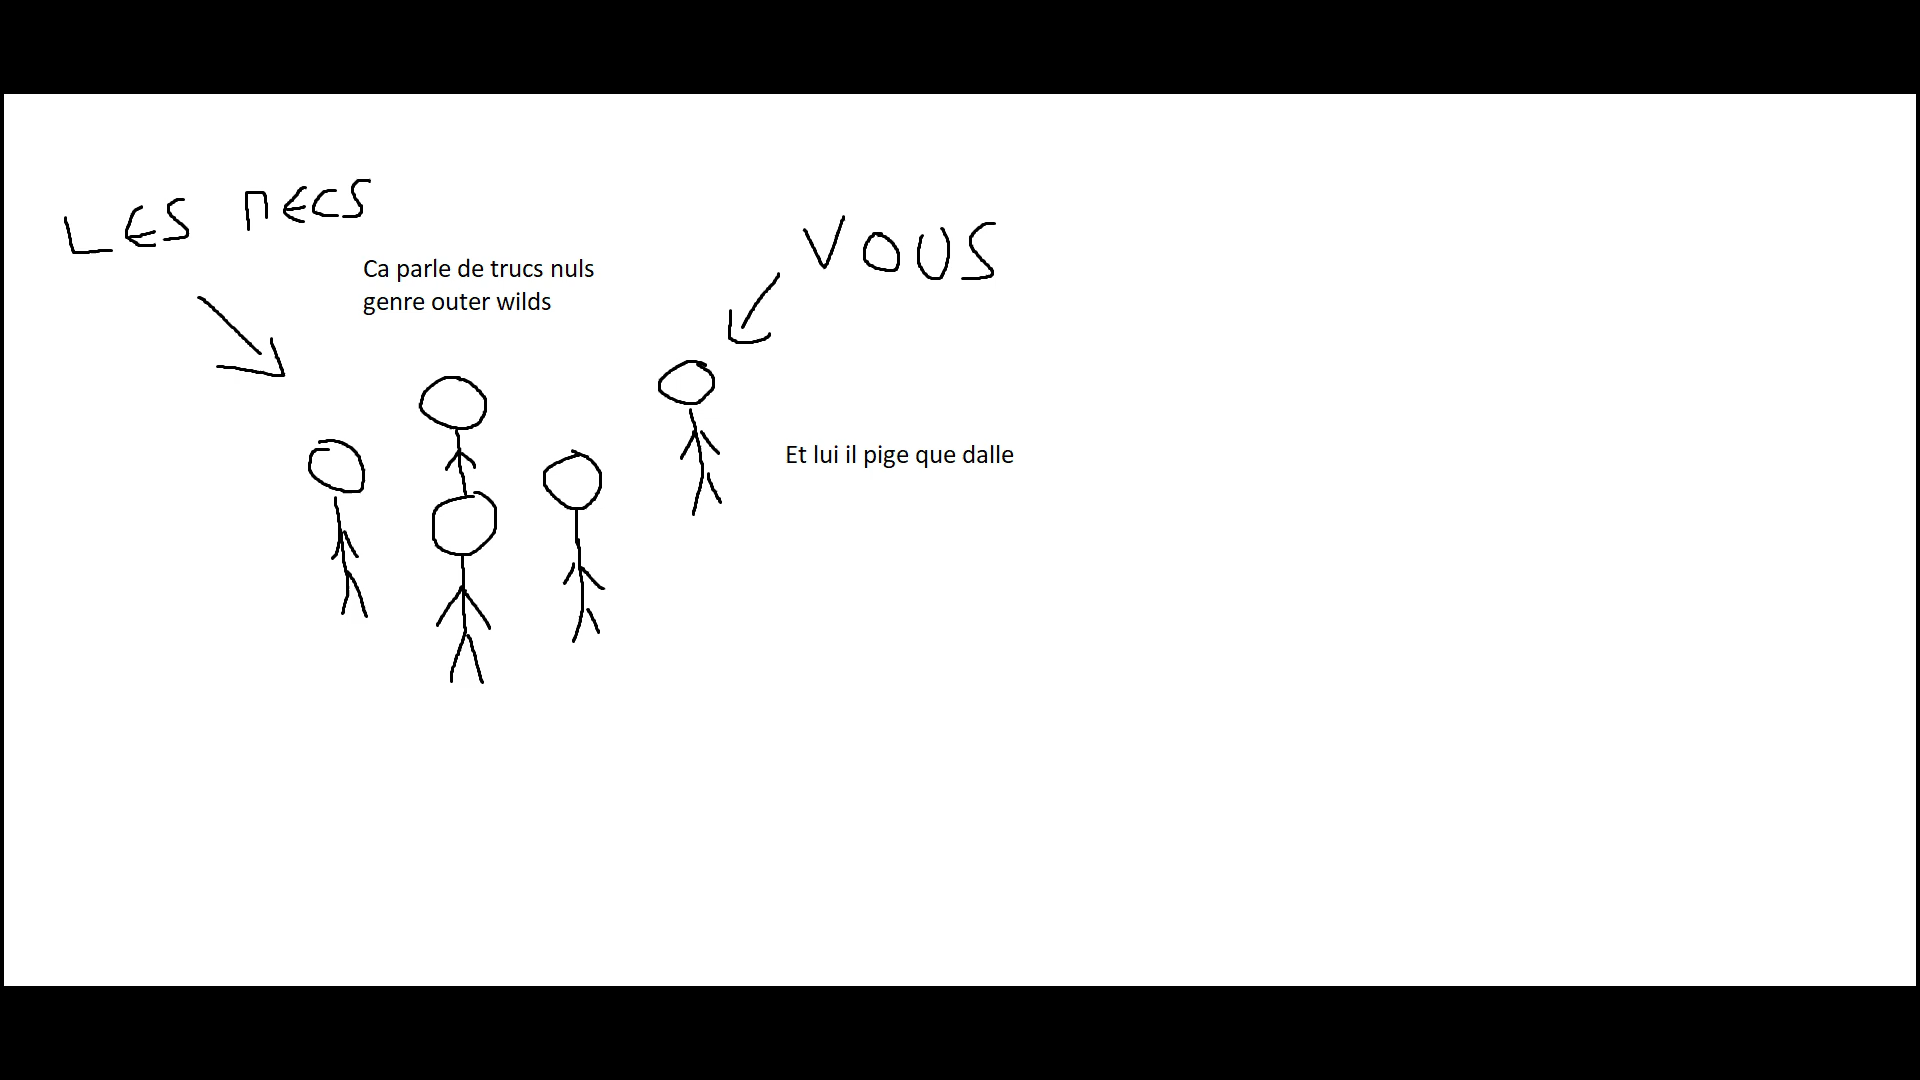 LES MECS
VOUS
Ca parle de trucs nuls
genre outer wilds
Et lui il pige que dalle